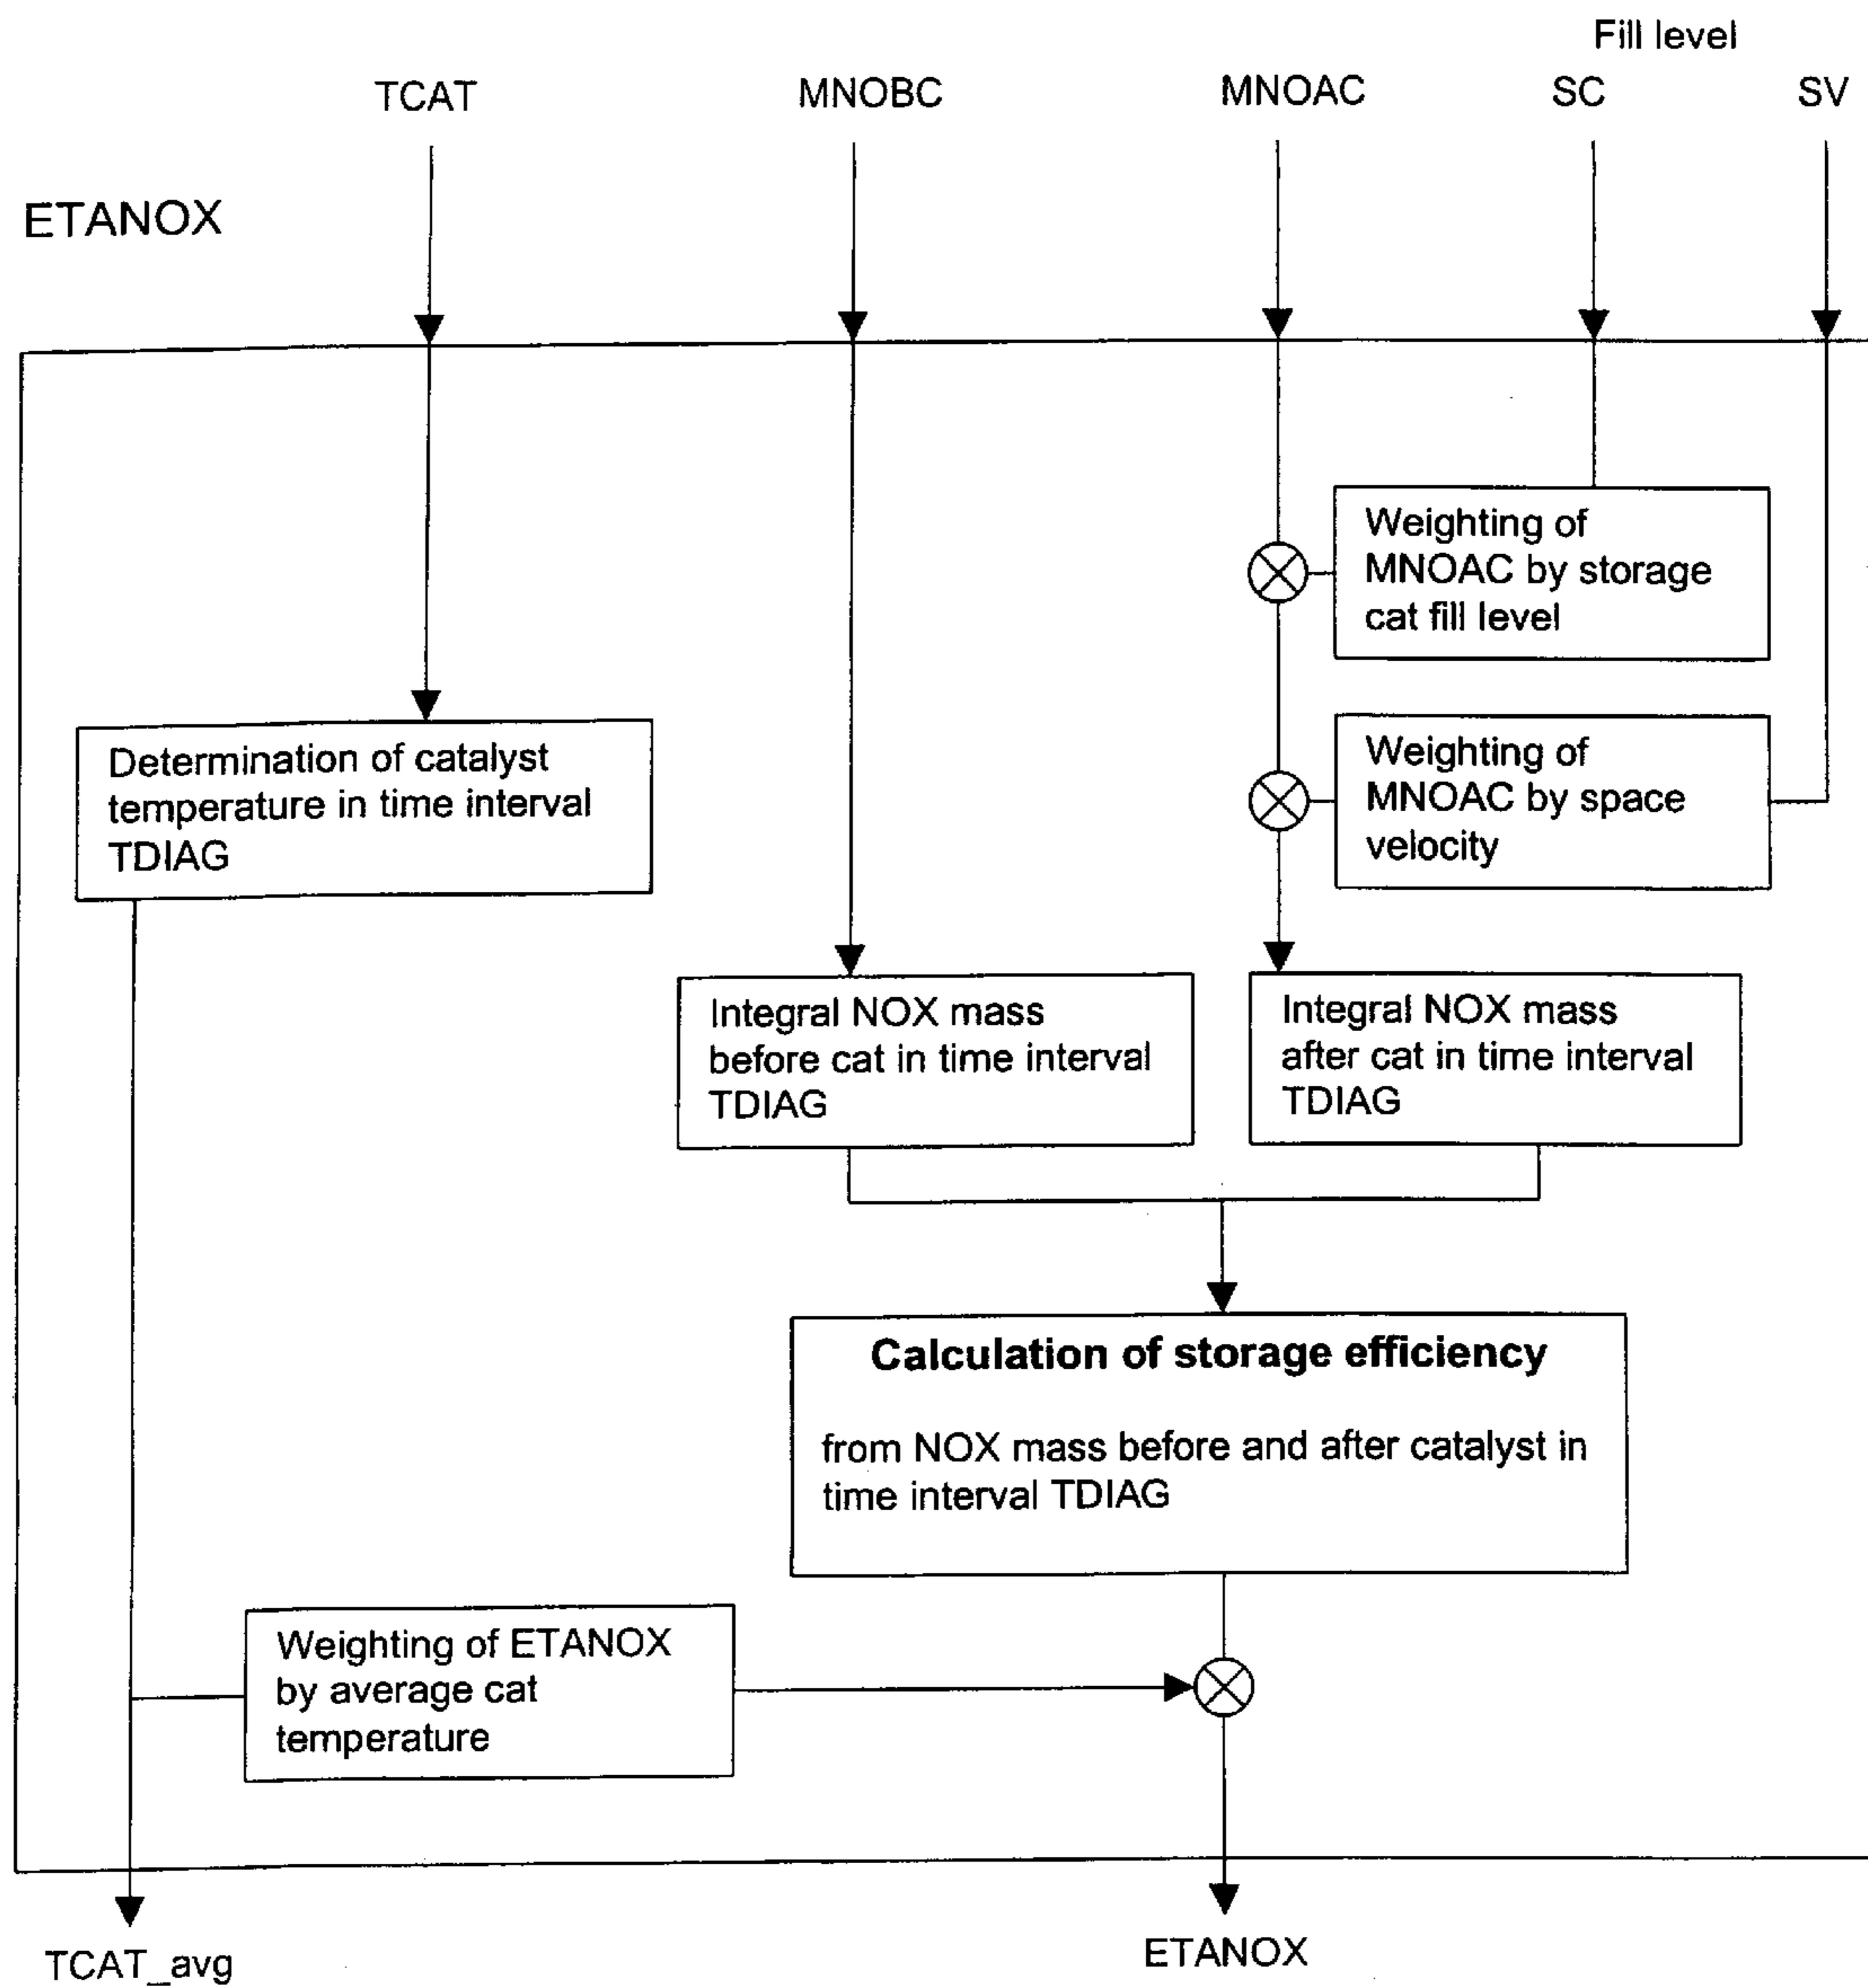 Fill level
TCAT
MNOBC
MNOAC
SC
SV
ETANOX
Weighting of
MNOAC by storage
cat fill level
Weighting of
MNOAC by space
velocity
Determination of catalyst
temperature in time interval
TDIAG
Integral NOX mass
before cat in time interval
TDIAG
Integral NOX mass
after cat in time interval
TDIAG
Calculation of storage efficiency
from NOX mass before and after catalyst in
time interval TDIAG
Weighting of ETANOX
by average cat
temperature
TCAT_avg
ETANOX